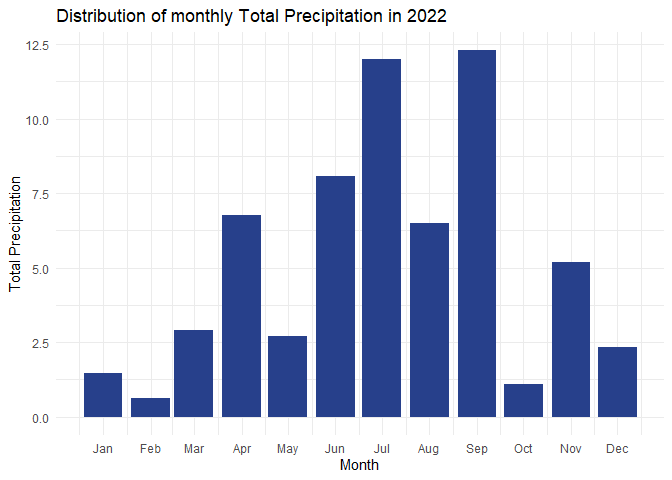 Distribution of monthly Total Precipitation in 2022
Total Precipitation
12.5
10.0
7.5
5.0
2.5
0.0
Jan Feb Mar Apr May Jun Jul Aug Sep Oct Nov Dec
Month